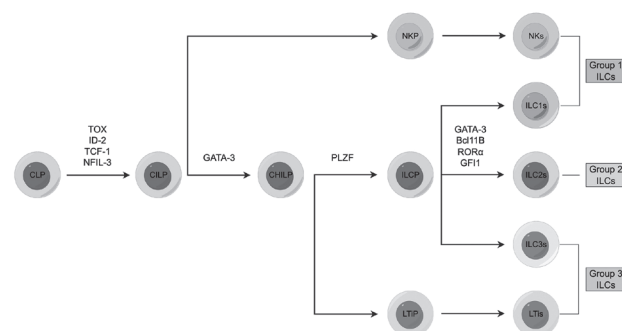 NKP
NKs
Group 1
ILCs
ILC1s
TOX
ID-2
TCF-1
NFIL-3
GATA-3
PLZF
GATA-3
Bcl11B
RORα
GFI1
CLP
CILP
CHILP
ILCP
ILC2s
Group 2
ILCs
ILC3s
Group 3
ILCs
LTiP
LTis